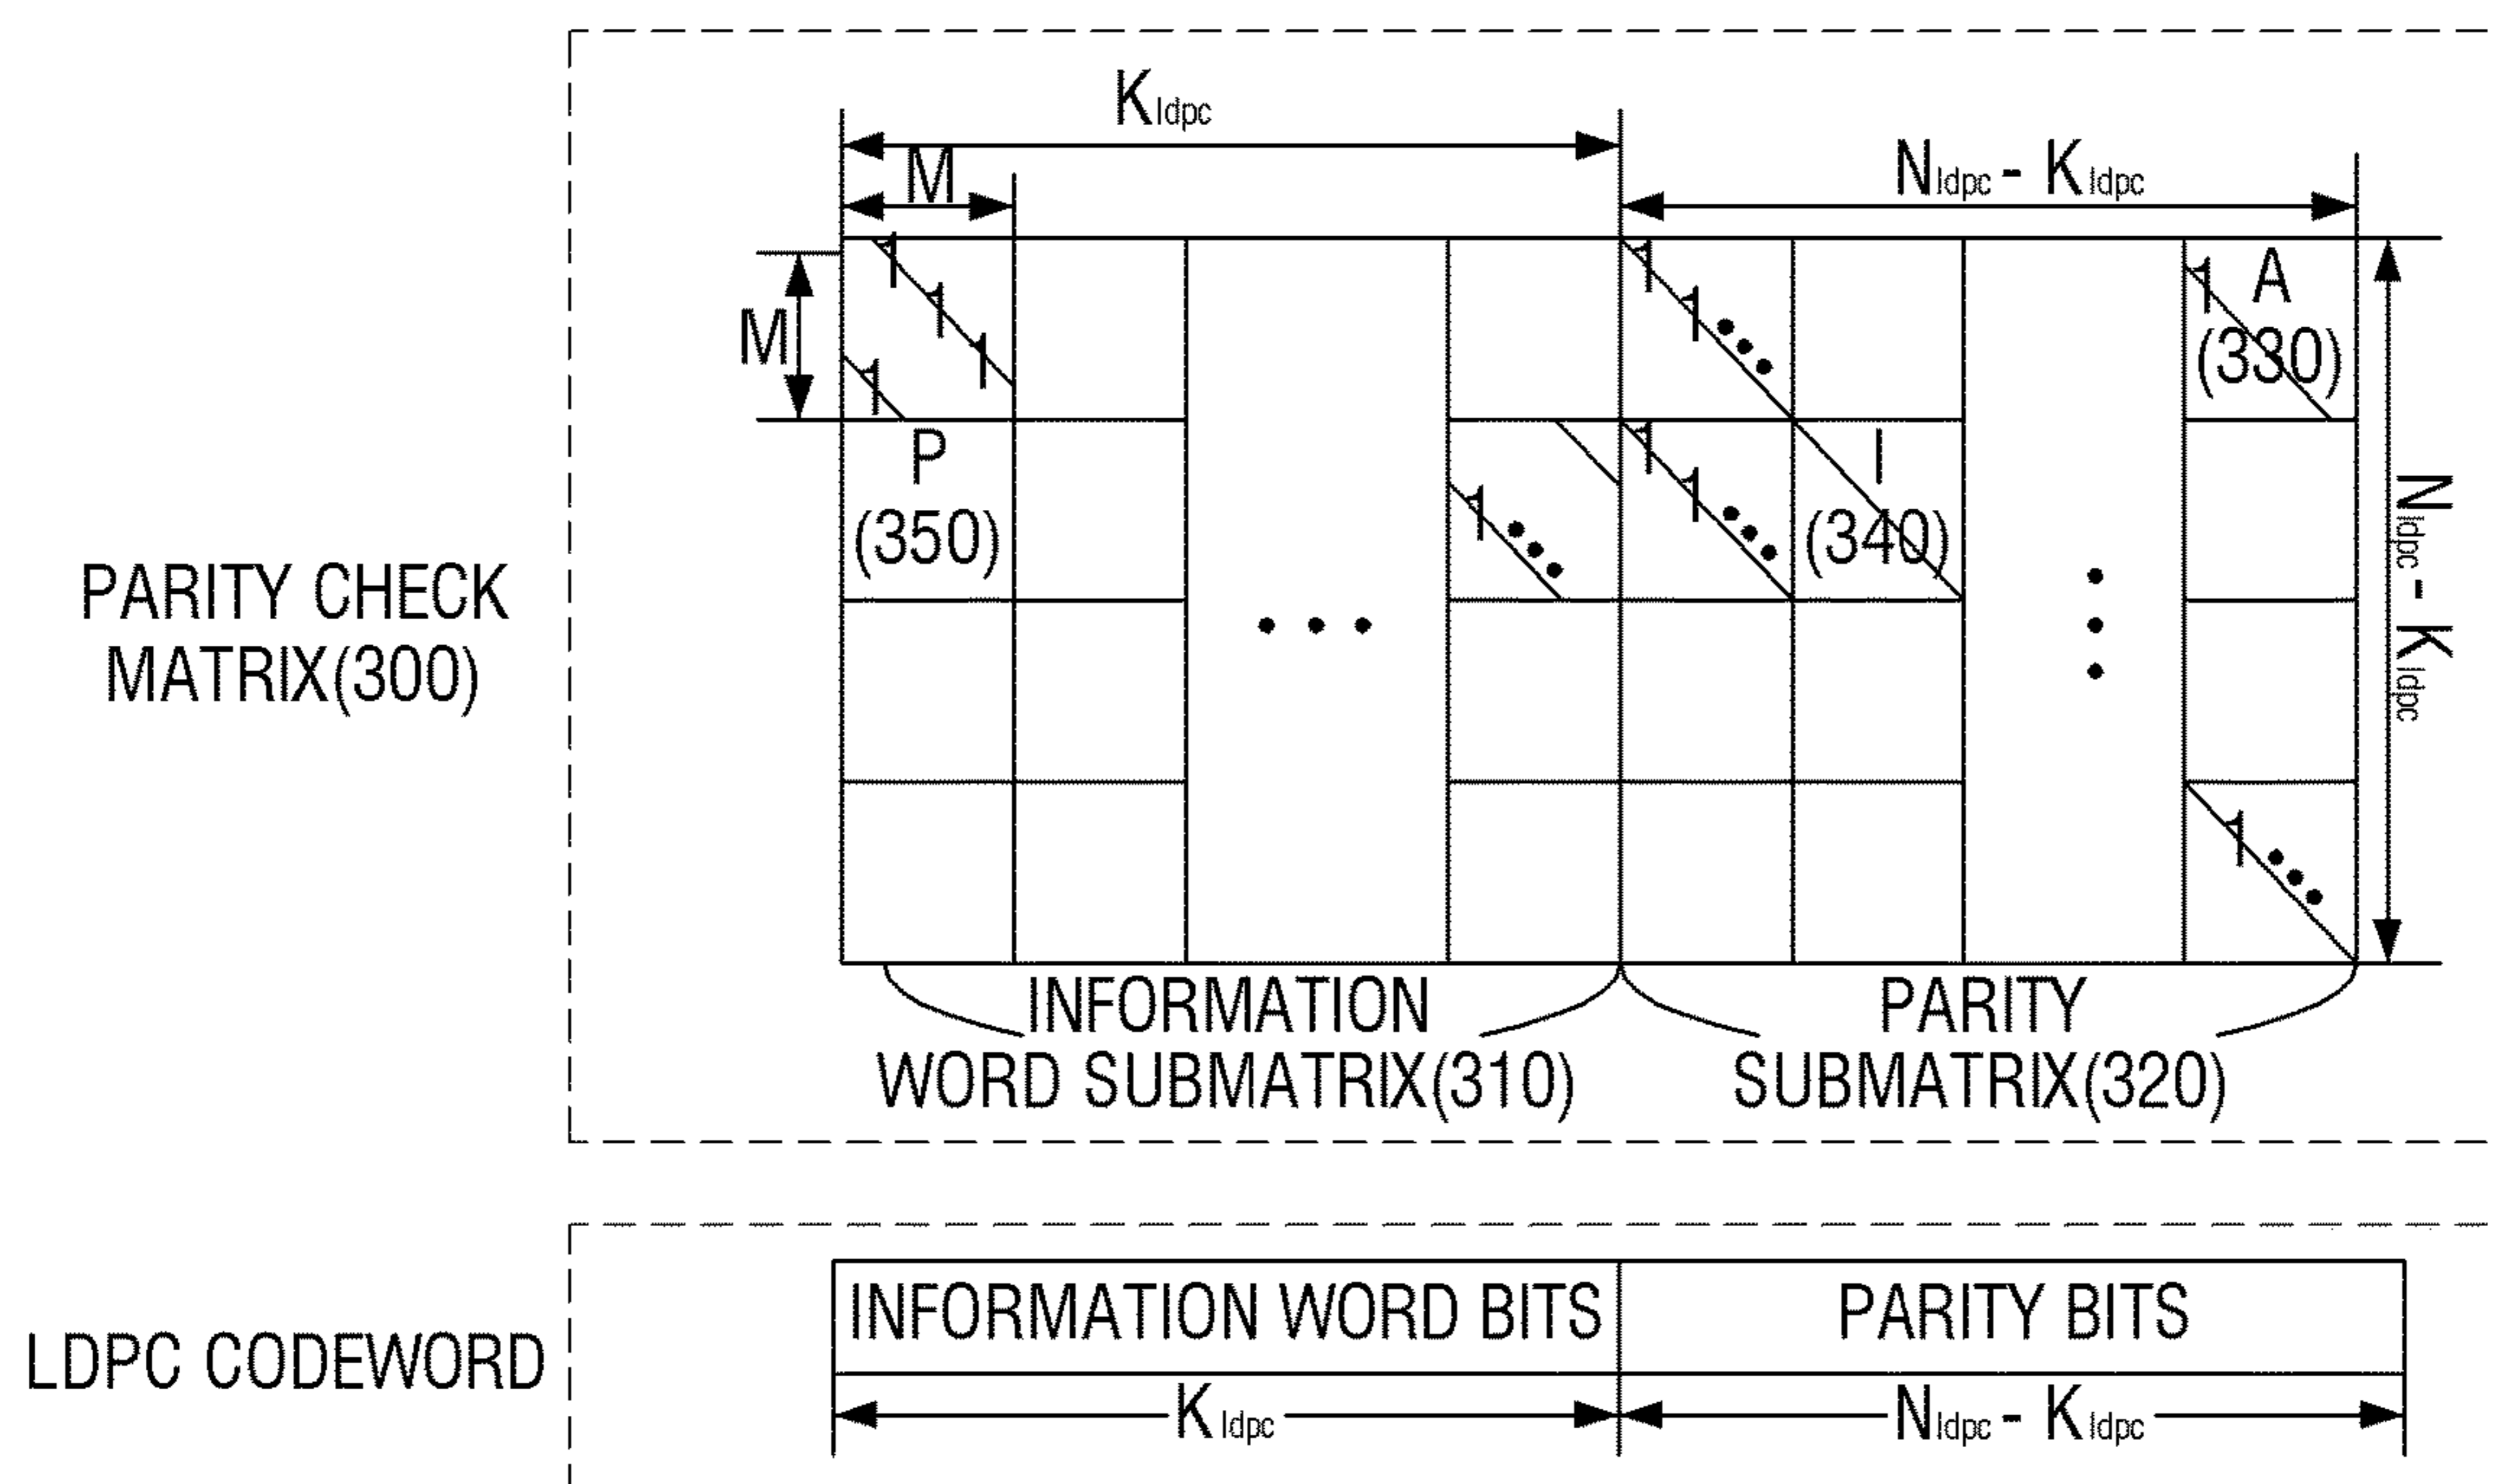 K ldpc
M
N ldpc - K ldpc
1
1
1
1
M
1
1
1
A
(330)
P
(350)
1
1
1
I
(340)
N ldpc - K ldpc
PARITY CHECK
MATRIX(300)
1
INFORMATION
WORD SUBMATRIX(310)
PARITY
SUBMATRIX(320)
LDPC CODEWORD
INFORMATION WORD BITS
PARITY BITS
K ldpc
N ldpc - K ldpc